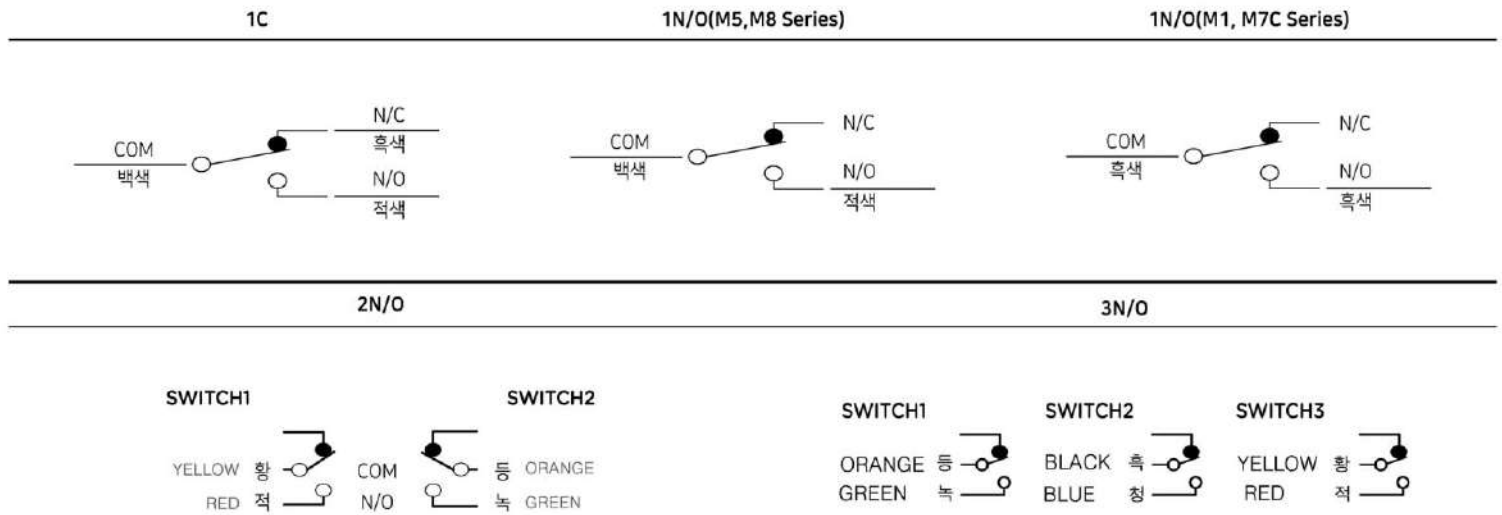 1C
1N/O(M5,M8 Series)
1N/O(M1, M7C Series)
COM
백색
N/C
흑색
N/O
적색
COM
백색
N/C
N/O
적색
COM
흑색
N/C
N/O
흑색
2N/O
3N/O
SWITCH1
SWITCH2
YELLOW 황 COM 등 ORANGE
RED 적 N/O 녹 GREEN
SWITCH1
SWITCH2
SWITCH3
ORANGE 등
GREEN 녹
BLACK 흑
BLUE 청
YELLOW 황
RED 적